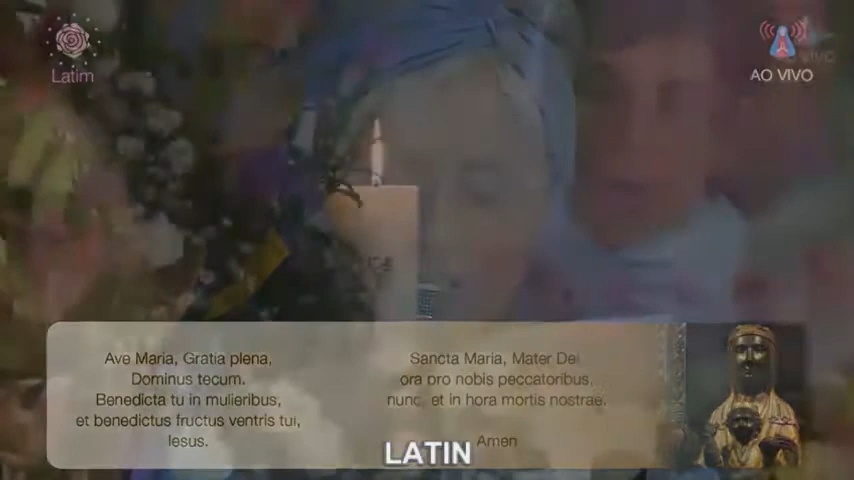 Latim
AO VIVO
Ave Maria, Gratia plena,
Dominus tecum.
Benedicta tu in mulieribus,
et benedictus fructus ventris tui,
Iesus.
Sancta Maria, Mater Dei
ora pro nobis peccatoribus,
nunc, et in hora mortis nostrae.
Amen
LATIN